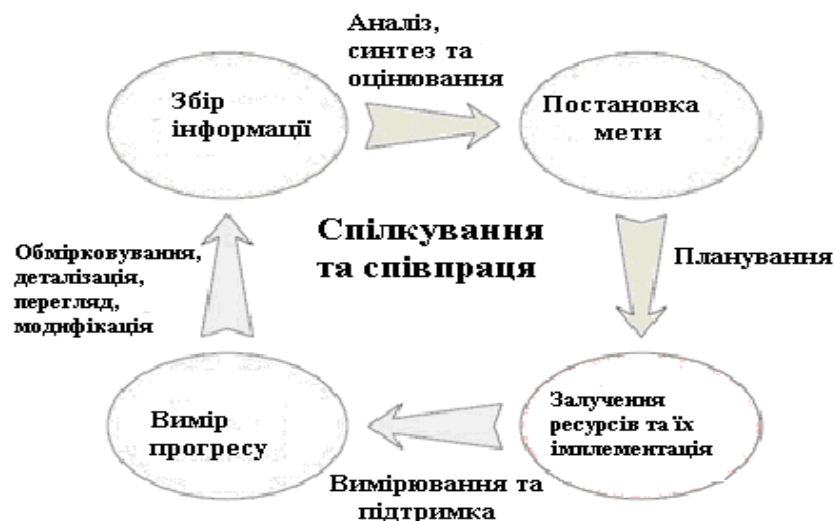 Аналіз,
синтез та
оцінювання
Збір
інформації
Постановка
мети
Спілкування
та співпраця
Обмірковування,
деталізація,
перегляд,
модифікація
Планування
Вимір
прогресу
Залучення
ресурсів та їх
імплементація
Вимірювання та
підтримка